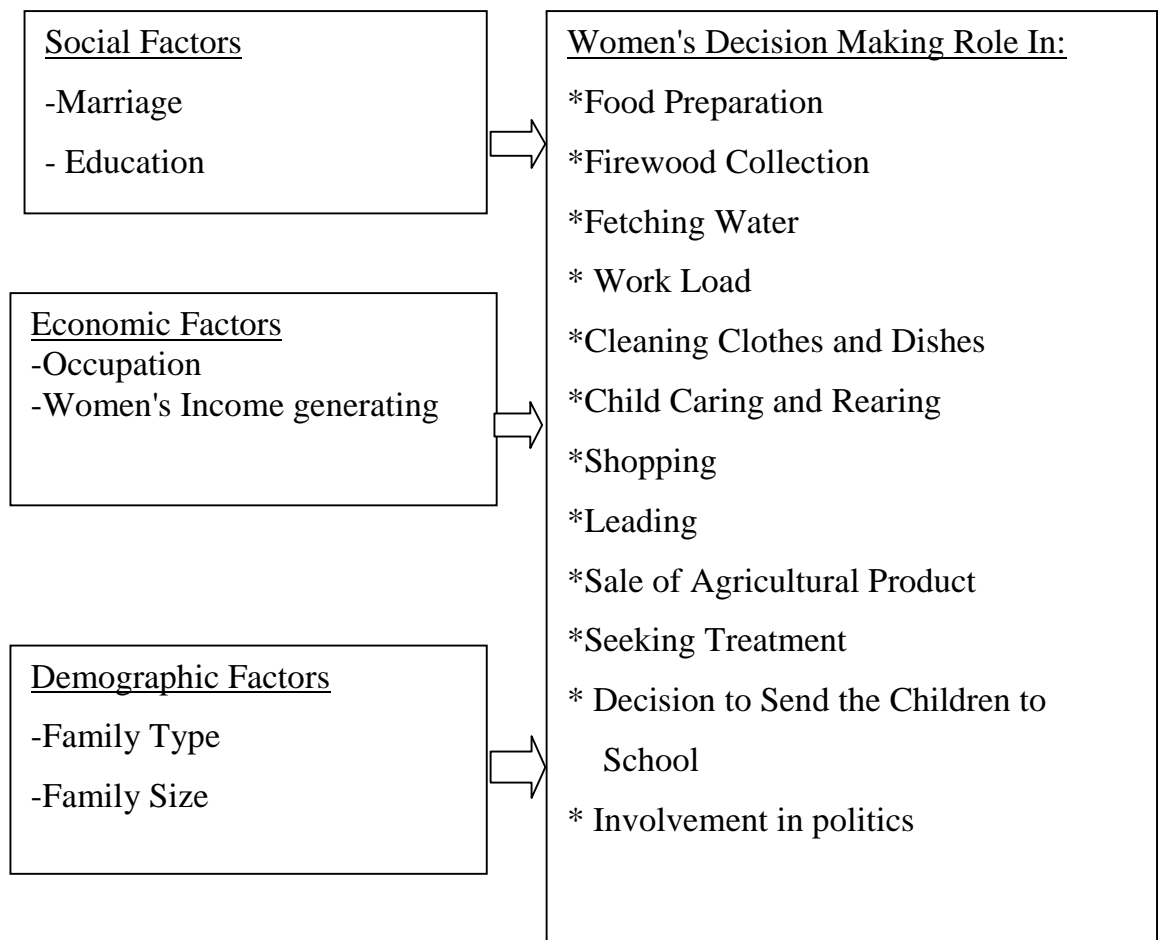 Social Factors
-Marriage
- Education
Economic Factors
-Occupation
-Women's Income generating
Demographic Factors
-Family Type
-Family Size
Women's Decision Making Role In:
*Food Preparation
*Firewood Collection
*Fetching Water
* Work Load
*Cleaning Clothes and Dishes
*Child Caring and Rearing
*Shopping
*Leading
*Sale of Agricultural Product
*Seeking Treatment
* Decision to Send the Children to
School
* Involvement in politics